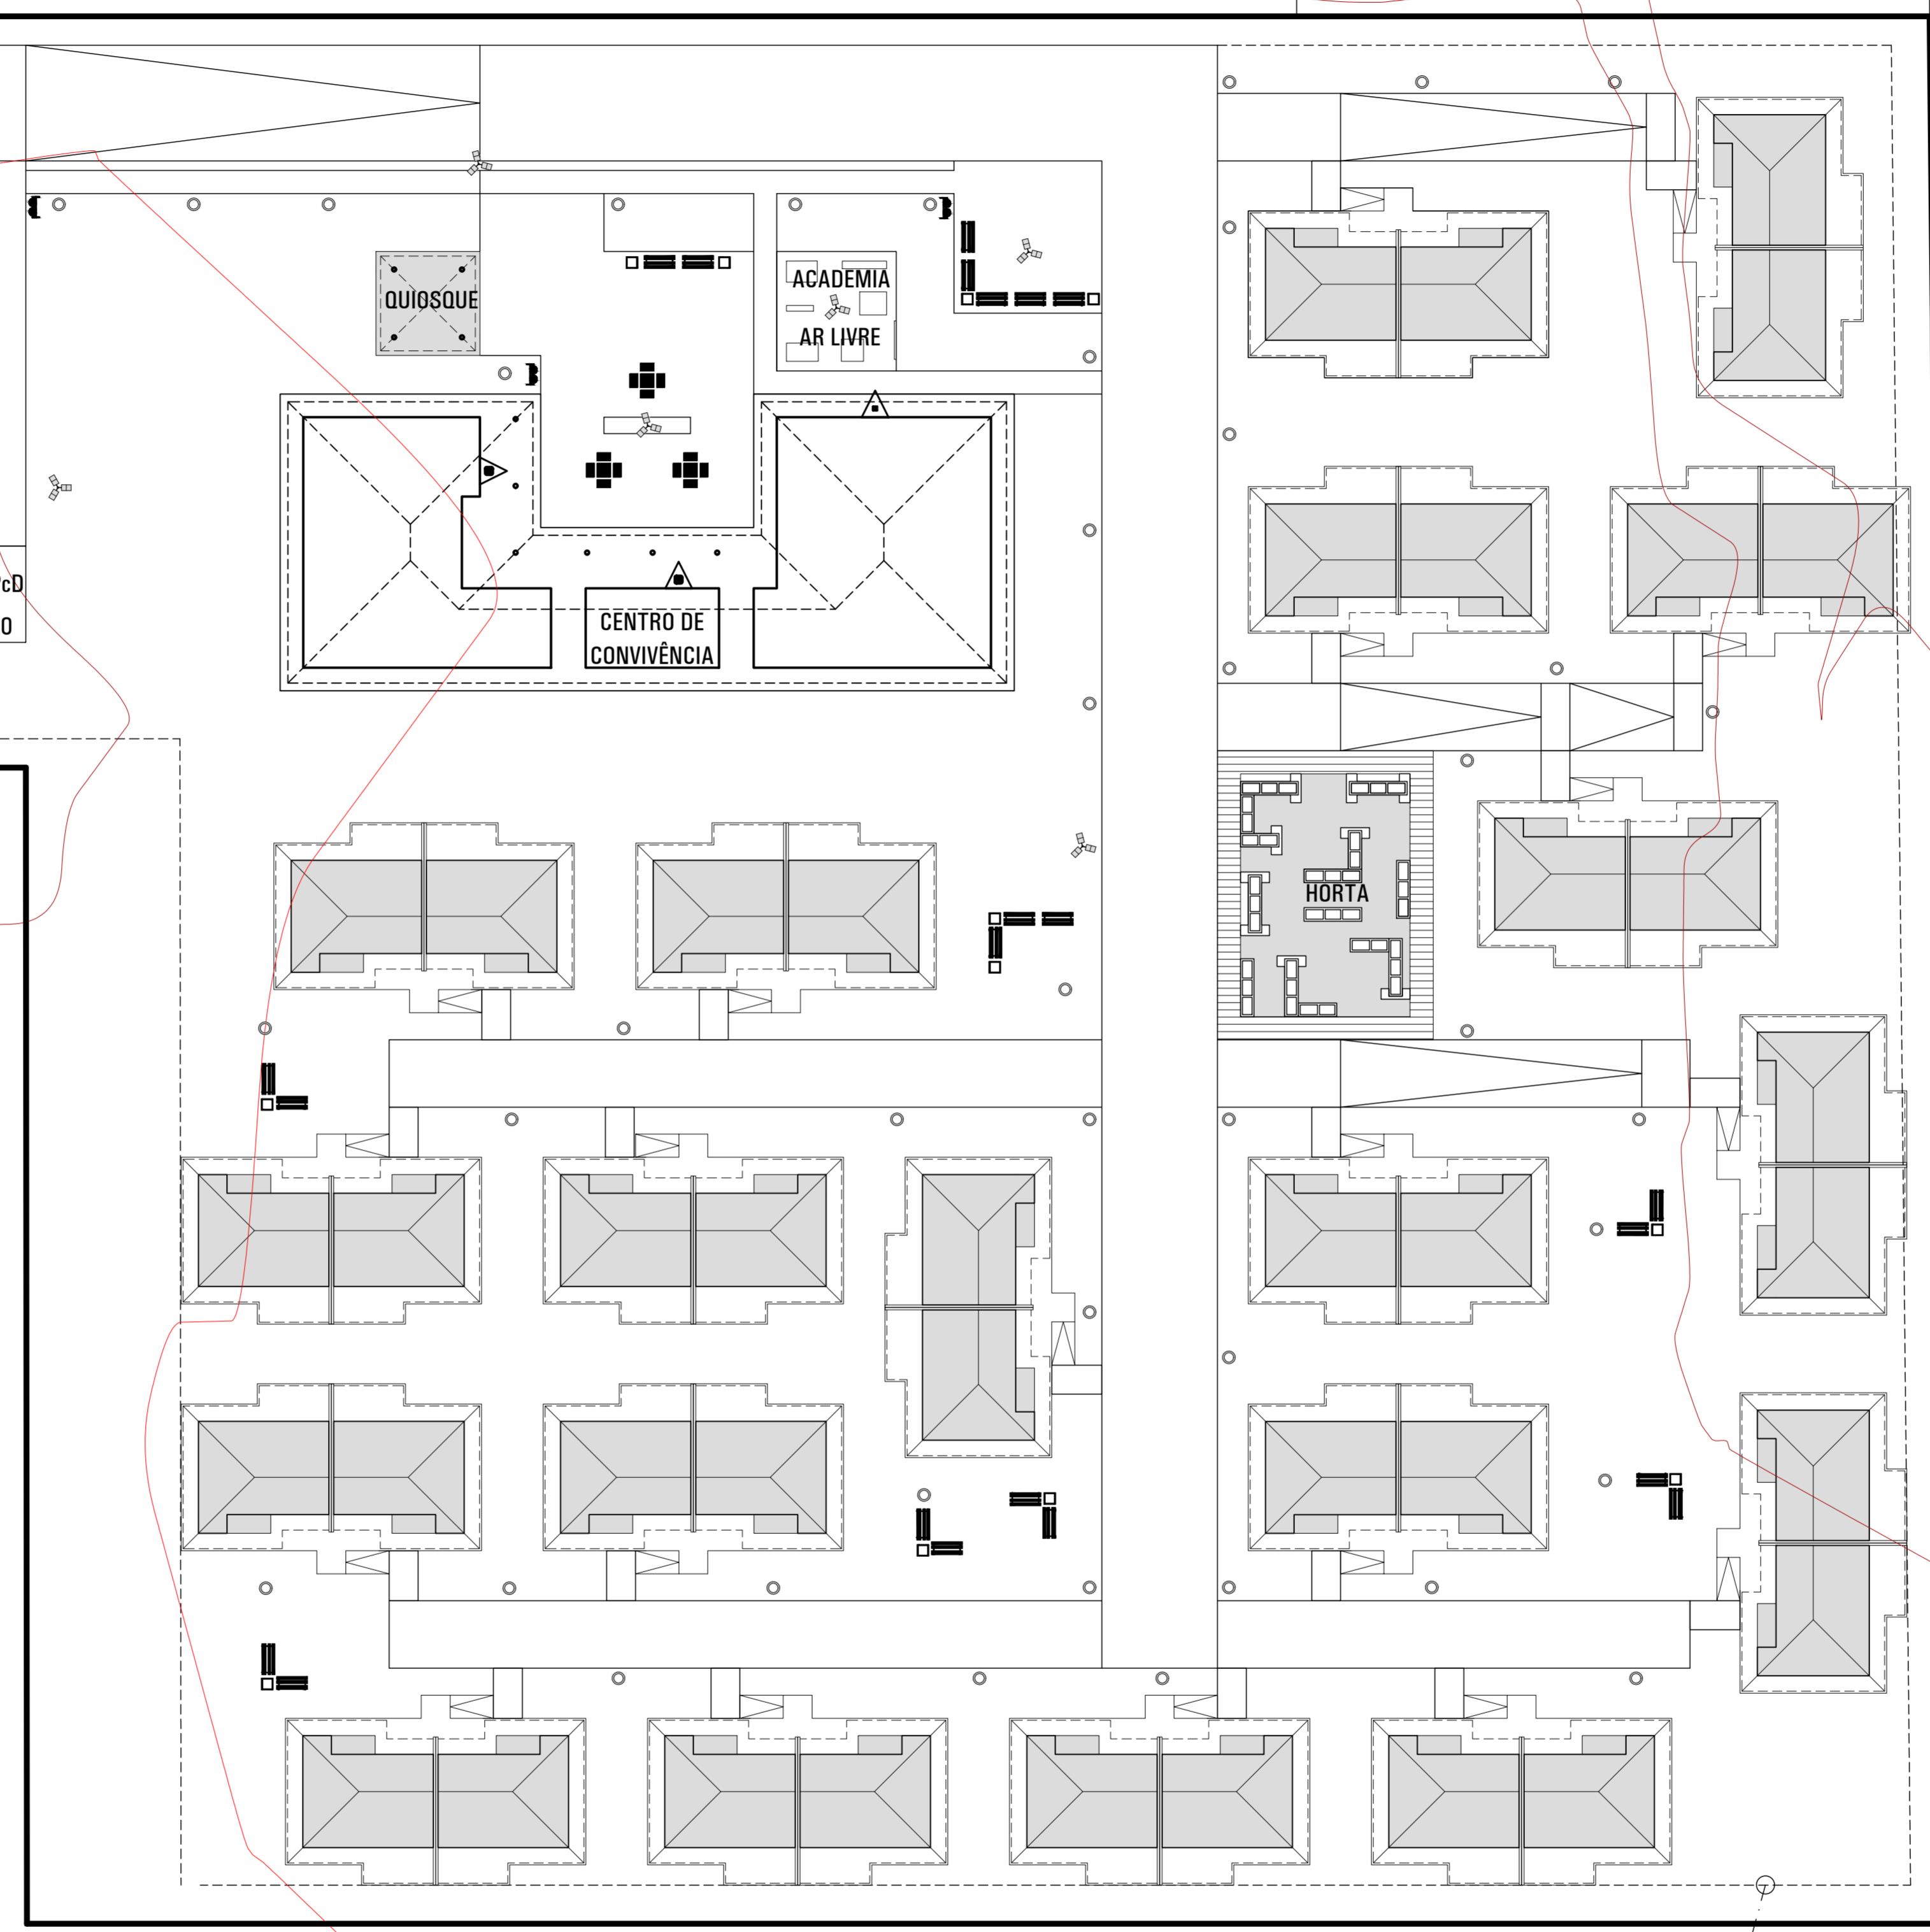 QUIOSQUE
ACADEMIA
AR LIVRE
CENTRO DE
CONVIVÊNCIA
HORTA